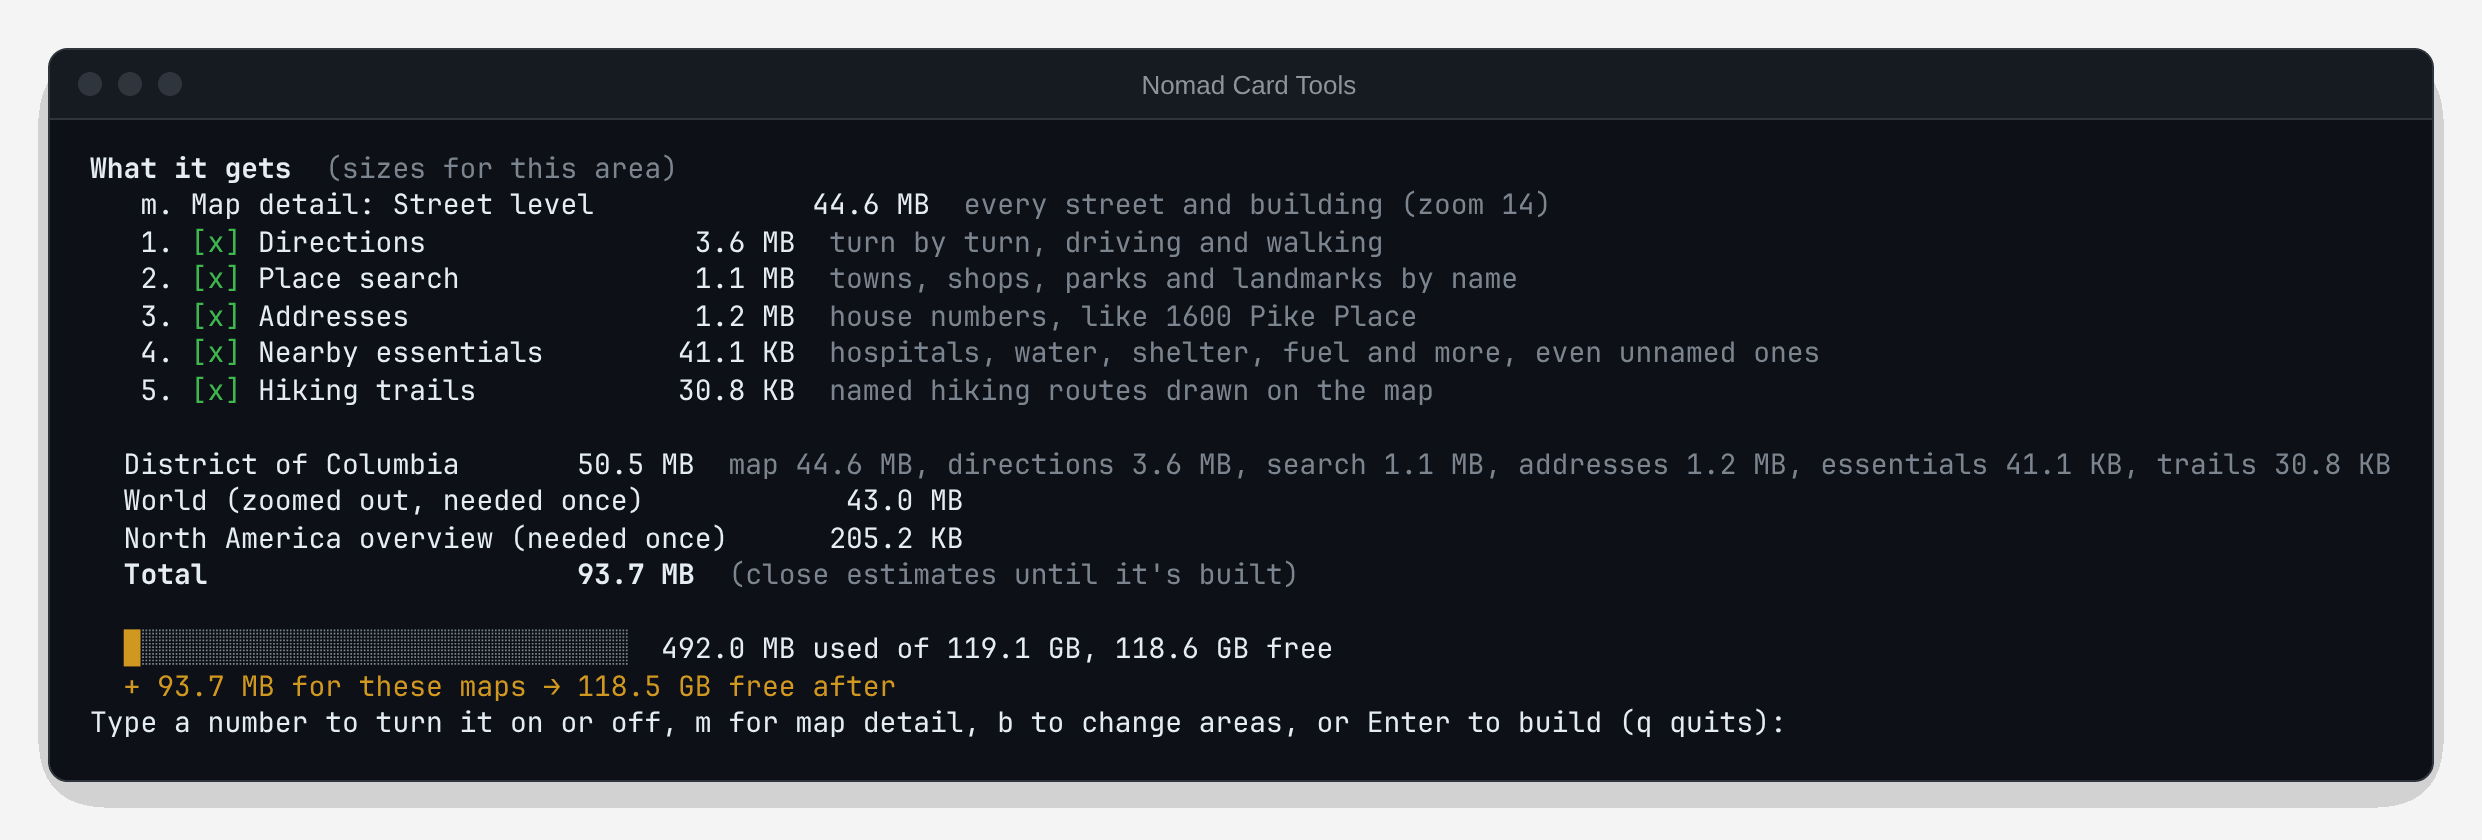 Nomad Card Tools
What it gets  (sizes for this area)
m. Map detail: Street level 44.6 MB every street and building (zoom 14)
1. [x] Directions 3.6 MB turn by turn, driving and walking
2. [x] Place search 1.1 MB towns, shops, parks and landmarks by name
3. [x] Addresses 1.2 MB house numbers, like 1600 Pike Place
4. [x] Nearby essentials 41.1 KB hospitals, water, shelter, fuel and more, even unnamed ones
5. [x] Hiking trails 30.8 KB named hiking routes drawn on the map
District of Columbia 50.5 MB map 44.6 MB, directions 3.6 MB, search 1.1 MB, addresses 1.2 MB, essentials 41.1 KB, trails 30.8 KB
World (zoomed out, needed once) 43.0 MB
North America overview (needed once) 205.2 KB
Total 93.7 MB (close estimates until it's built)
492.0 MB used of 119.1 GB, 118.6 GB free
+ 93.7 MB for these maps → 118.5 GB free after
Type a number to turn it on or off, m for map detail, b to change areas, or Enter to build (q quits):